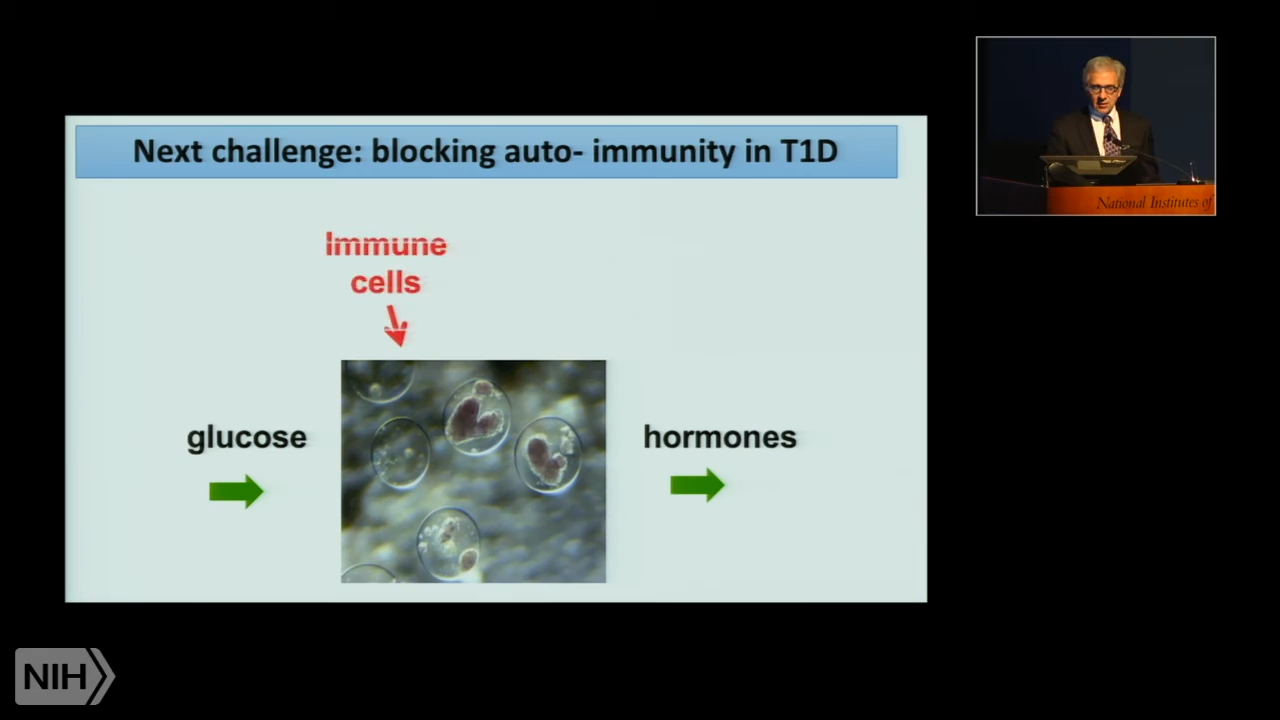 Next challenge: blocking auto- immunity in T1D
Immune
cells
glucose
hormones
National Institutes of
NIH